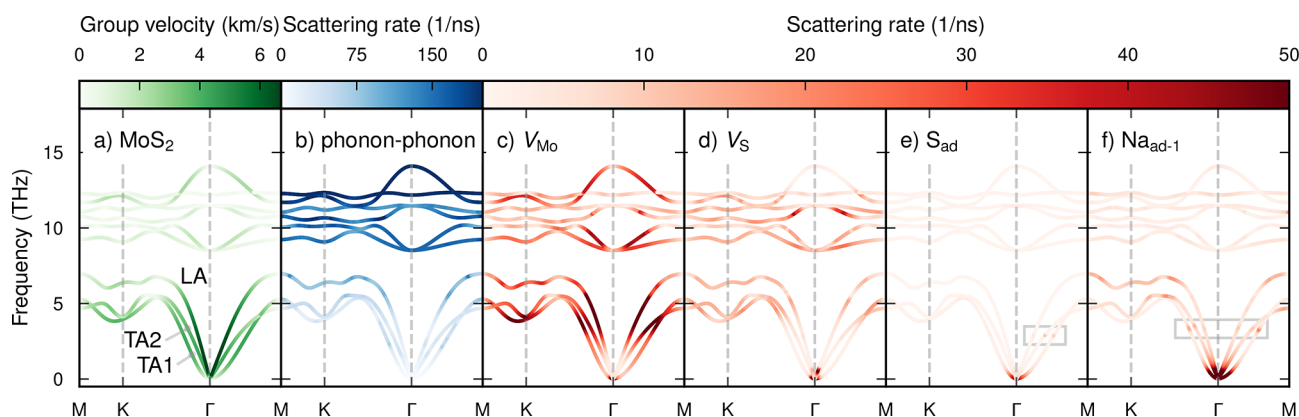 Group velocity (km/s) Scattering rate (1/ns) Scattering rate (1/ns)
0 2 4 6 0 75 150 0 10 20 30 40 50
a) MoS2 b) phonon-phonon c) VMo d) VS e) Sad f) Naad-1
15
10
5
0
Frequency (THz)
LA
TA2
TA1
M K Γ M K Γ M K Γ M K Γ M K Γ M K Γ M